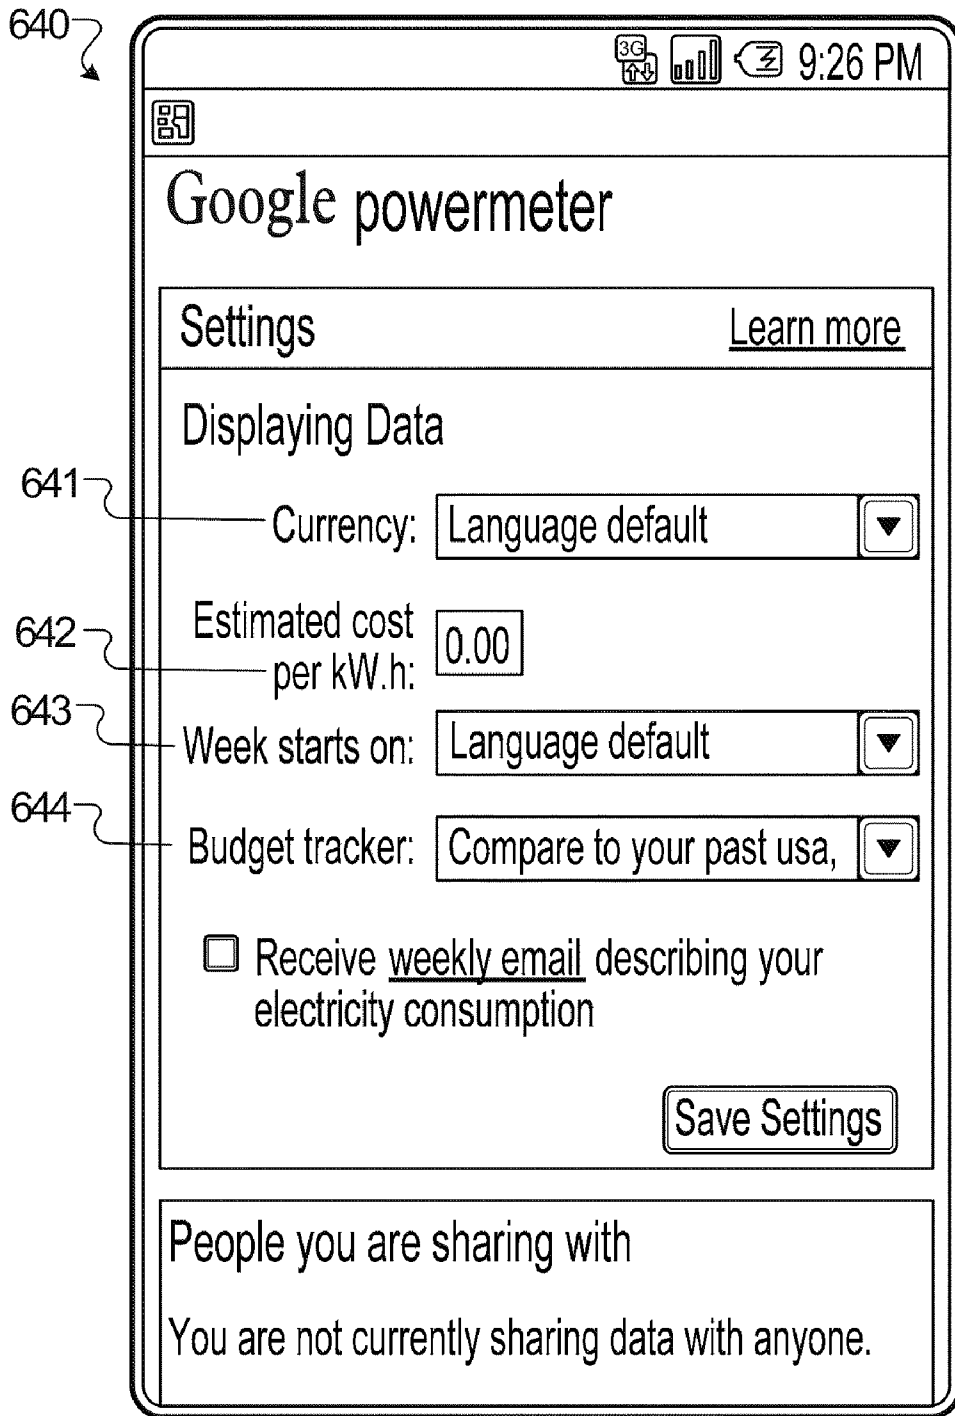 640
3G 9:26 PM
Google powermeter
Settings Learn more
Displaying Data
641 Currency: Language default
Estimated cost
642 per kW.h: 0.00
643 Week starts on: Language default
644 Budget tracker: Compare to your past usa,
Receive weekly email describing your
electricity consumption
Save Settings
People you are sharing with
You are not currently sharing data with anyone.